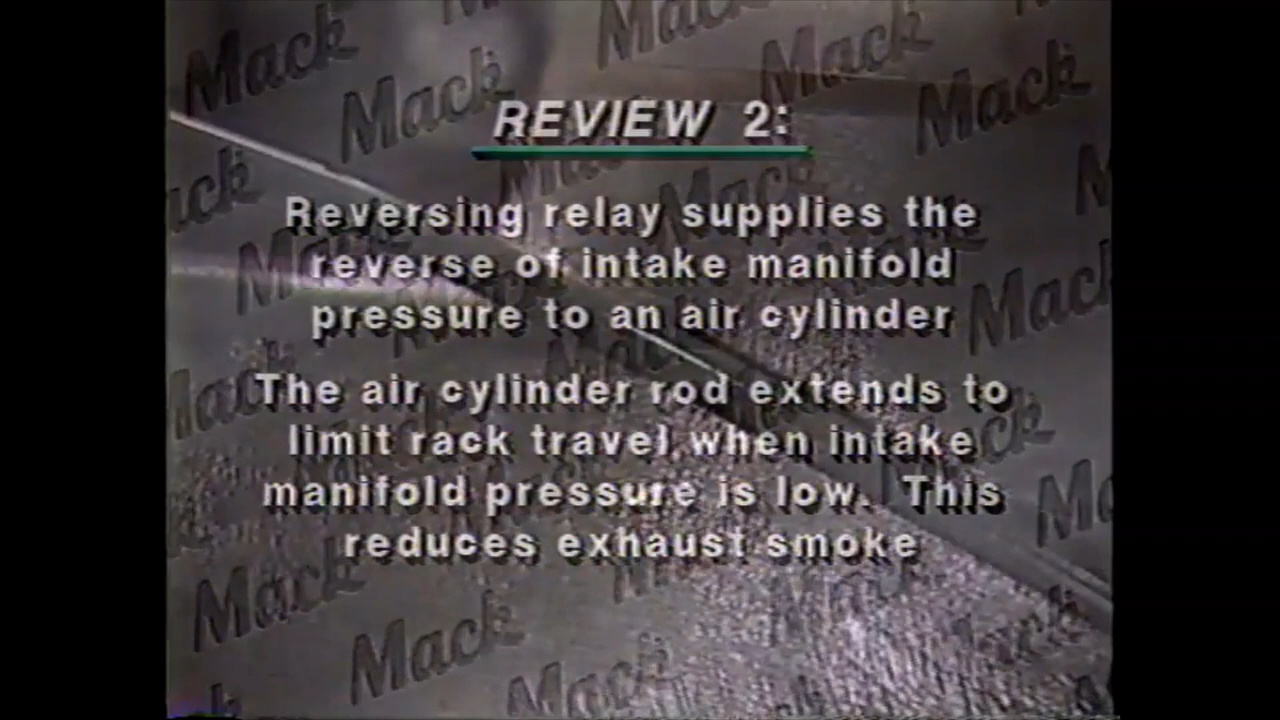 REVIEW 2:
Reversing relay supplies the
reverse of intake manifold
pressure to an air cylinder
The air cylinder rod extends to
limit rack travel when intake
manifold pressure is low. This
reduces exhaust smoke
Mack